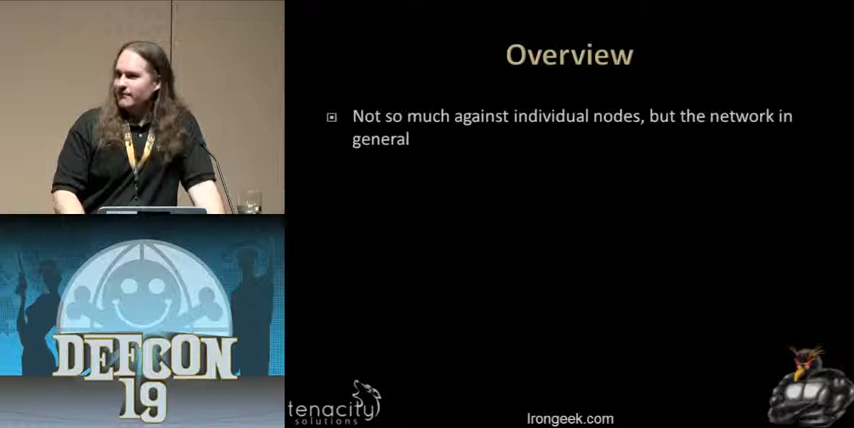 Overview
Not so much against individual nodes, but the network in
general
DEFCON
19
tenacity
solutions
Irongeek.com